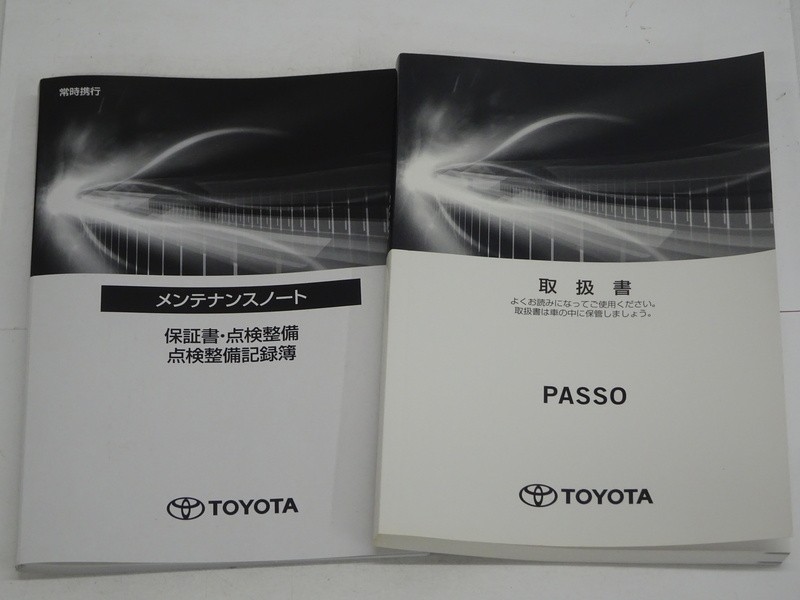 常時携行
メンテナンスノート
保証書・点検整備
点検整備記録簿
TOYOTA
取扱書
よくお読みになってご使用ください。
取扱書は車の中に保管しましょう。
PASSO
TOYOTA